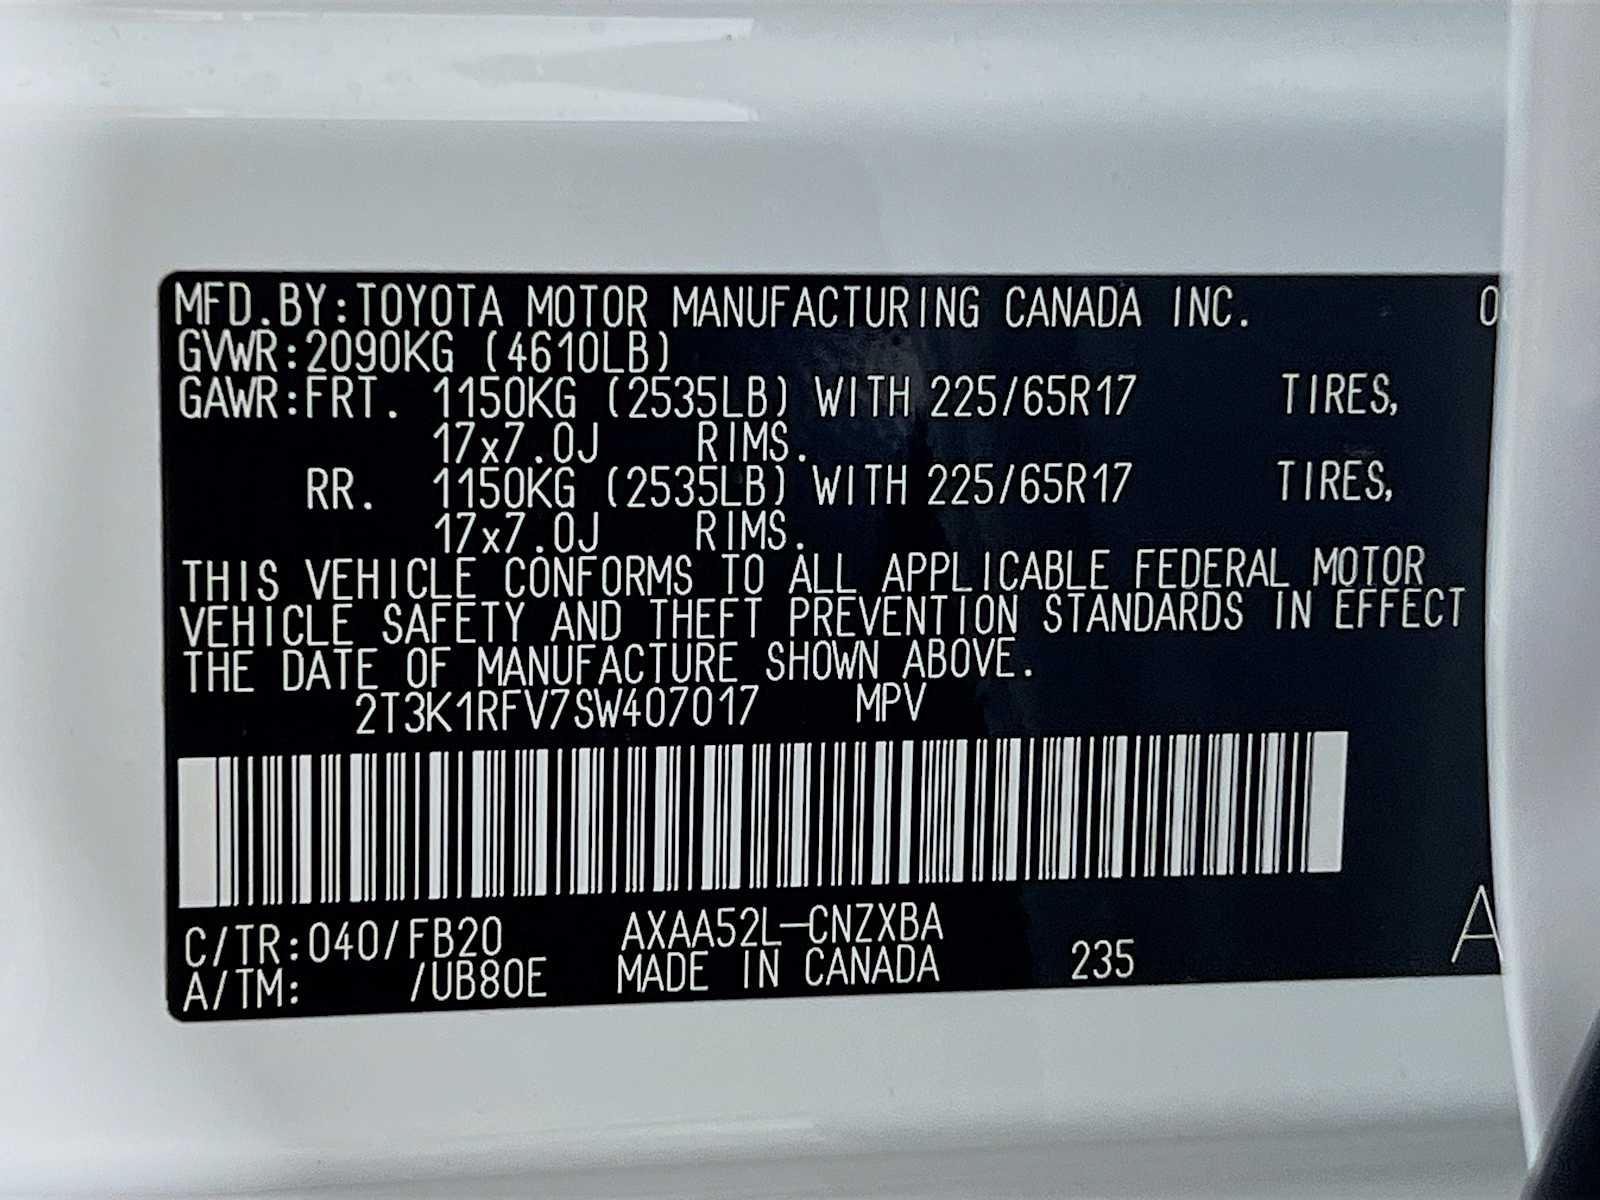 MFD.BY:TOYOTA MOTOR MANUFACTURING CANADA INC. 0
GVWR:2090KG (4610LB)
GAWR:FRT. 1150KG (2535LB) WITH 225/65R17 TIRES,
17x7.0J RIMS.
RR. 1150KG (2535LB) WITH 225/65R17 TIRES,
17x7.0J RIMS.
THIS VEHICLE CONFORMS TO ALL APPLICABLE FEDERAL MOTOR
VEHICLE SAFETY AND THEFT PREVENTION STANDARDS IN EFFECT
THE DATE OF MANUFACTURE SHOWN ABOVE.
2T3K1RFV7SW407017 MPV
C/TR:040/FB20 AXAA52L-CNZXBA
A/TM: /UB80E MADE IN CANADA 235 A